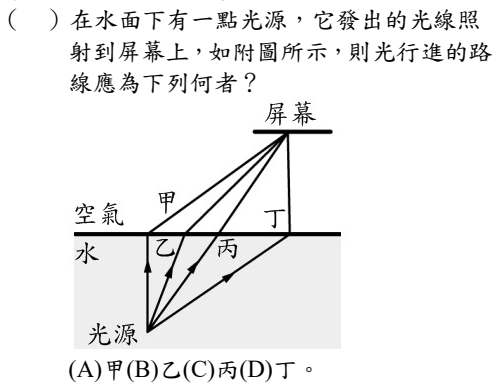 （　）在水面下有一點光源，它發出的光線照
射到屏幕上，如附圖所示，則光行進的路
線應為下列何者？
屏幕
甲
空氣
丁
水
乙
丙
光源
(A)甲(B)乙(C)丙(D)丁。